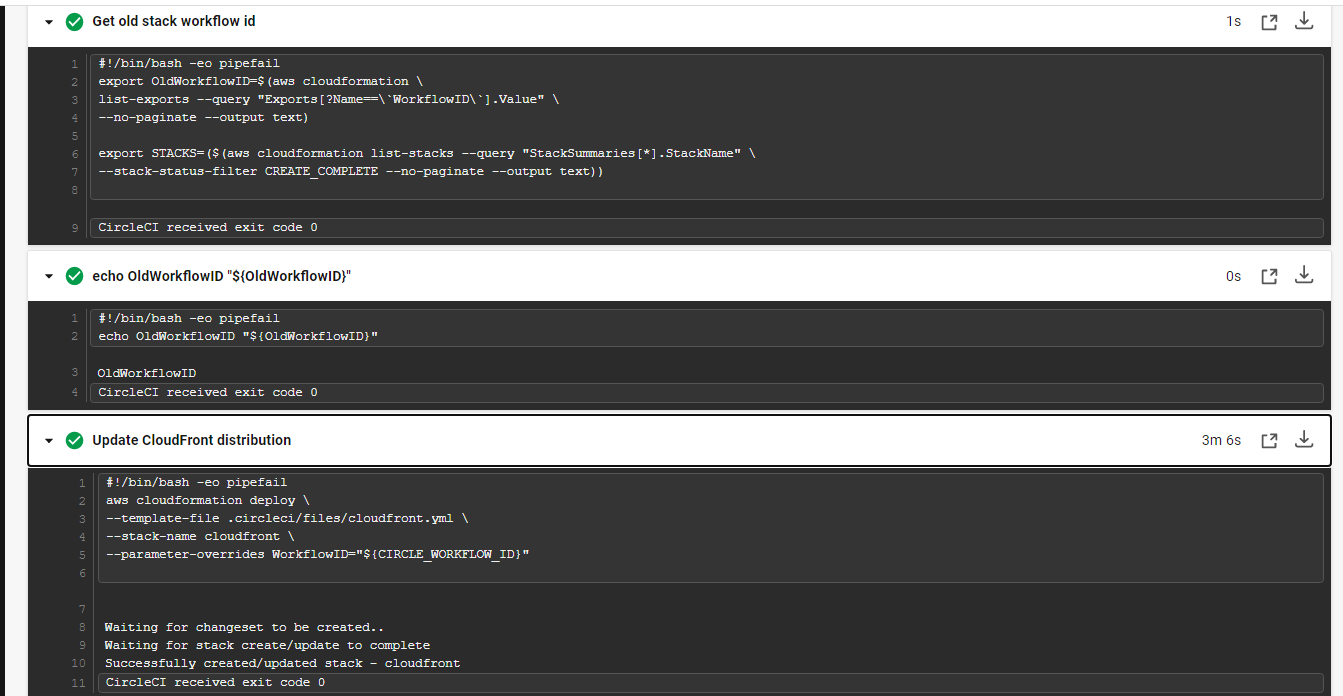 Get old stack workflow id 1s
1 #!/bin/bash -eo pipefail
2 export OldWorkflowID=$(aws cloudformation \
3 list-exports --query "Exports[?Name==\`WorkflowID\`].Value" \
4 --no-paginate --output text)
5
6 export STACKS=($(aws cloudformation list-stacks --query "StackSummaries[*].StackName" \
7 --stack-status-filter CREATE_COMPLETE --no-paginate --output text))
8
9 CircleCI received exit code 0
echo OldWorkflowID "${OldWorkflowID}" 0s
1 #!/bin/bash -eo pipefail
2 echo OldWorkflowID "${OldWorkflowID}"
3 OldWorkflowID
4 CircleCI received exit code 0
Update CloudFront distribution 3m 6s
1 #!/bin/bash -eo pipefail
2 aws cloudformation deploy \
3 --template-file .circleci/files/cloudfront.yml \
4 --stack-name cloudfront \
5 --parameter-overrides WorkflowID="${CIRCLE_WORKFLOW_ID}"
6
7
8 Waiting for changeset to be created..
9 Waiting for stack create/update to complete
10 Successfully created/updated stack - cloudfront
11 CircleCI received exit code 0